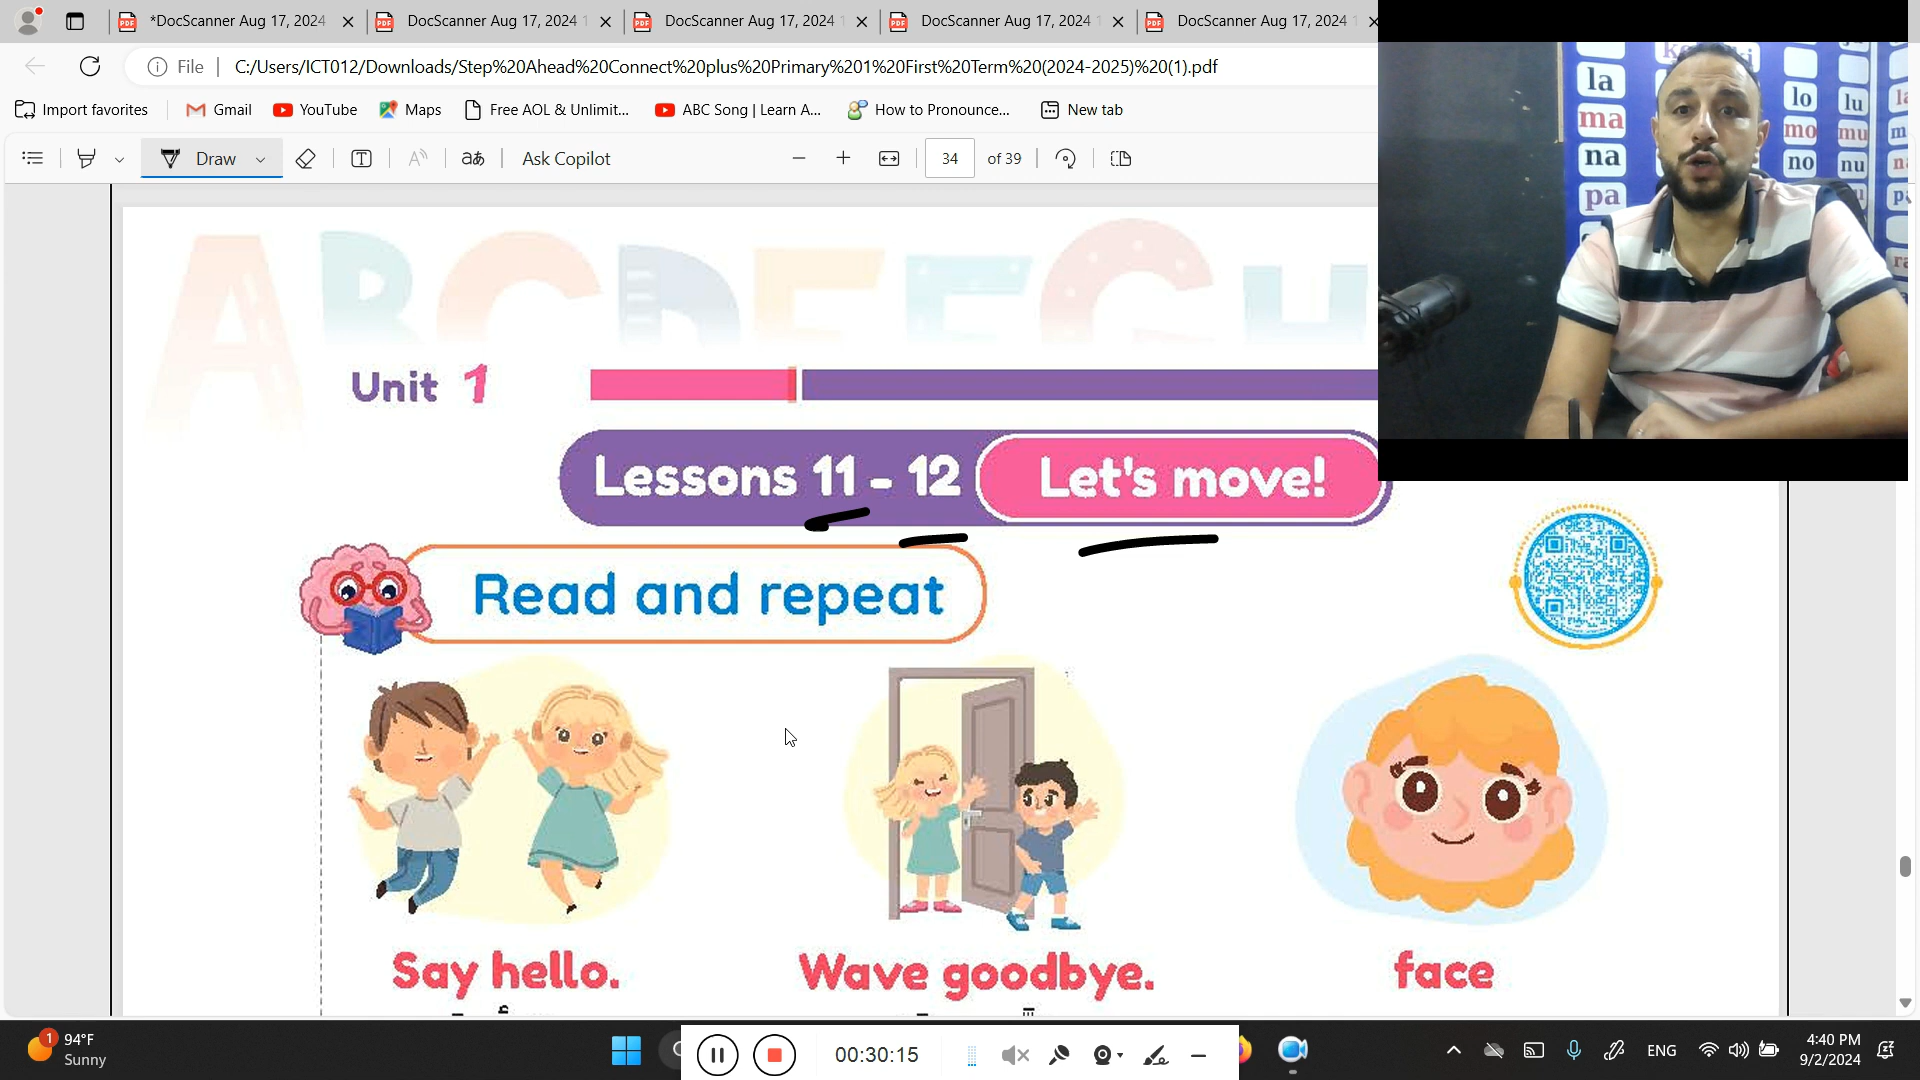 *DocScanner Aug 17, 2024 DocScanner Aug 17, 2024 DocScanner Aug 17, 2024 DocScanner Aug 17, 2024 DocScanner Aug 17, 2024
File C:/Users/ICT012/Downloads/Step%20Ahead%20Connect%20plus%20Primary%201%20First%20Term%20(2024-2025)%20(1).pdf
Import favorites Gmail YouTube Maps Free AOL & Unlimit... ABC Song | Learn A... How to Pronounce... New tab
Draw Ask Copilot 34 of 39
la lo lu
ma mo mu
na no nu
pa
A B C D E F G H
Unit 1
Lessons 11 - 12 Let's move!
Read and repeat
Say hello. Wave goodbye. face
94°F
Sunny
00:30:15
ENG
4:40 PM
9/2/2024